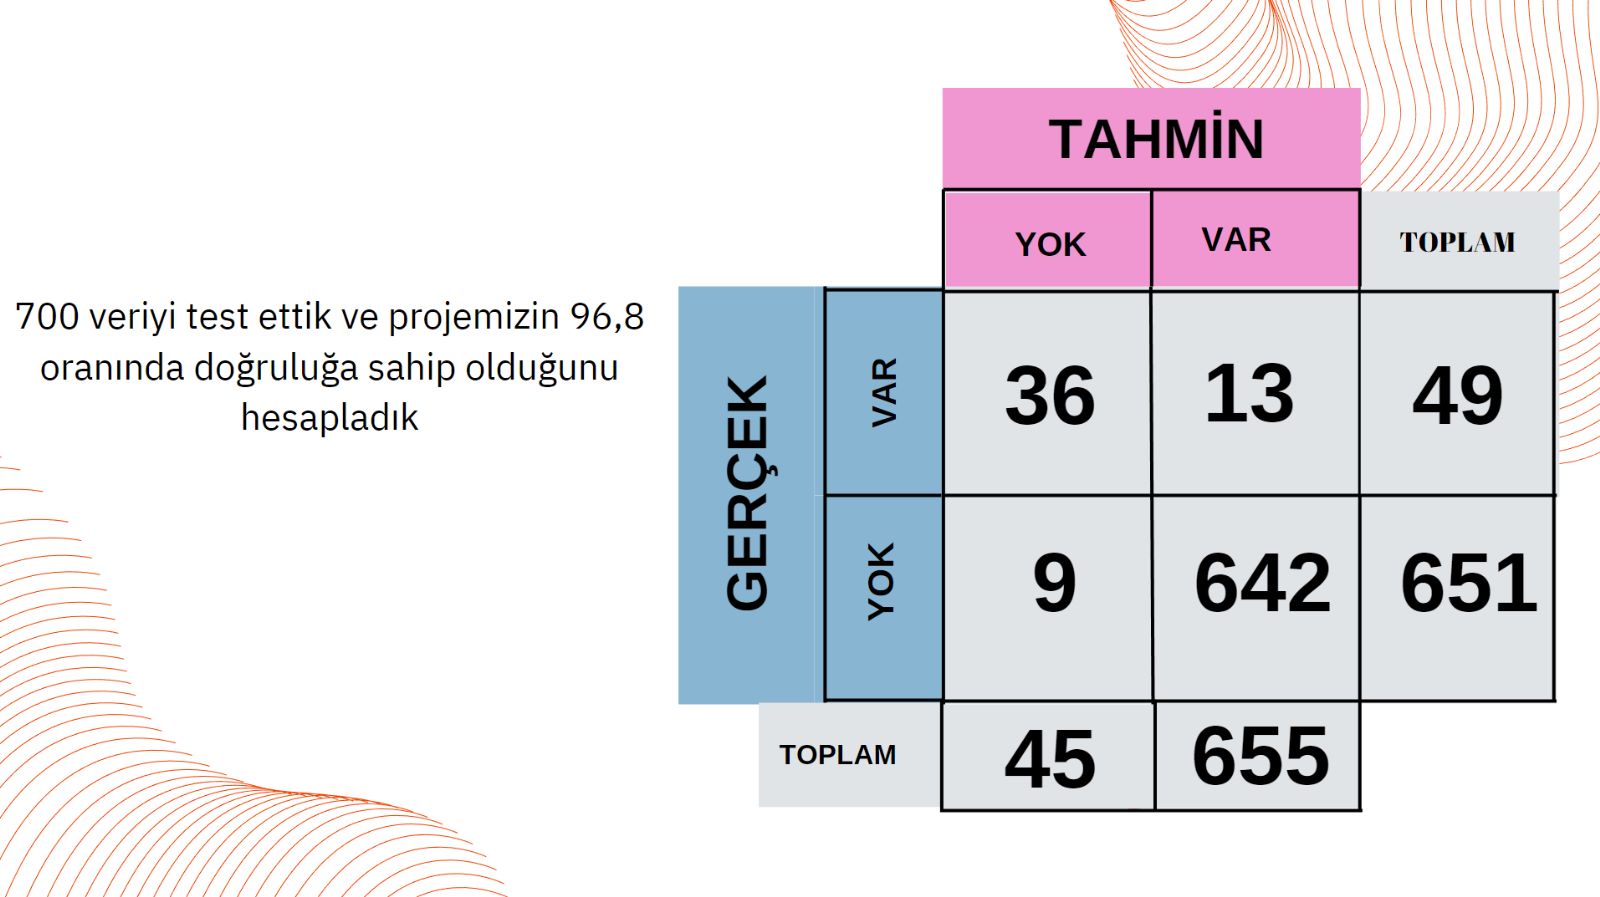 TAHMİN
YOK VAR TOPLAM
700 veriyi test ettik ve projemizin 96,8
oranında doğruluğa sahip olduğunu
hesapladık
GERÇEK
VAR 36 13 49
YOK 9 642 651
TOPLAM 45 655